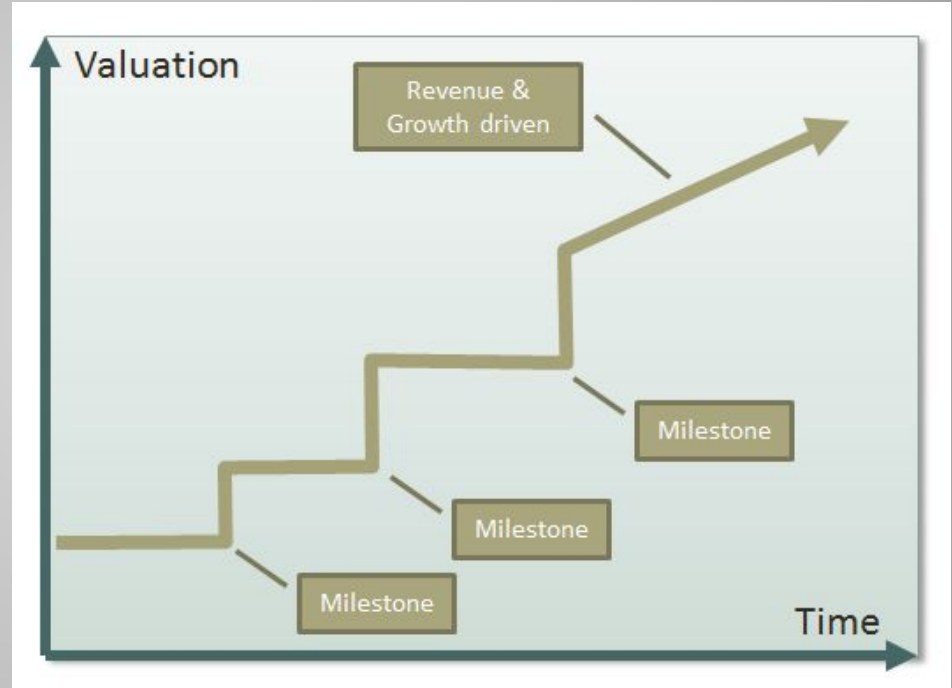 Valuation
Revenue &
Growth driven
Milestone
Milestone
Milestone
Time